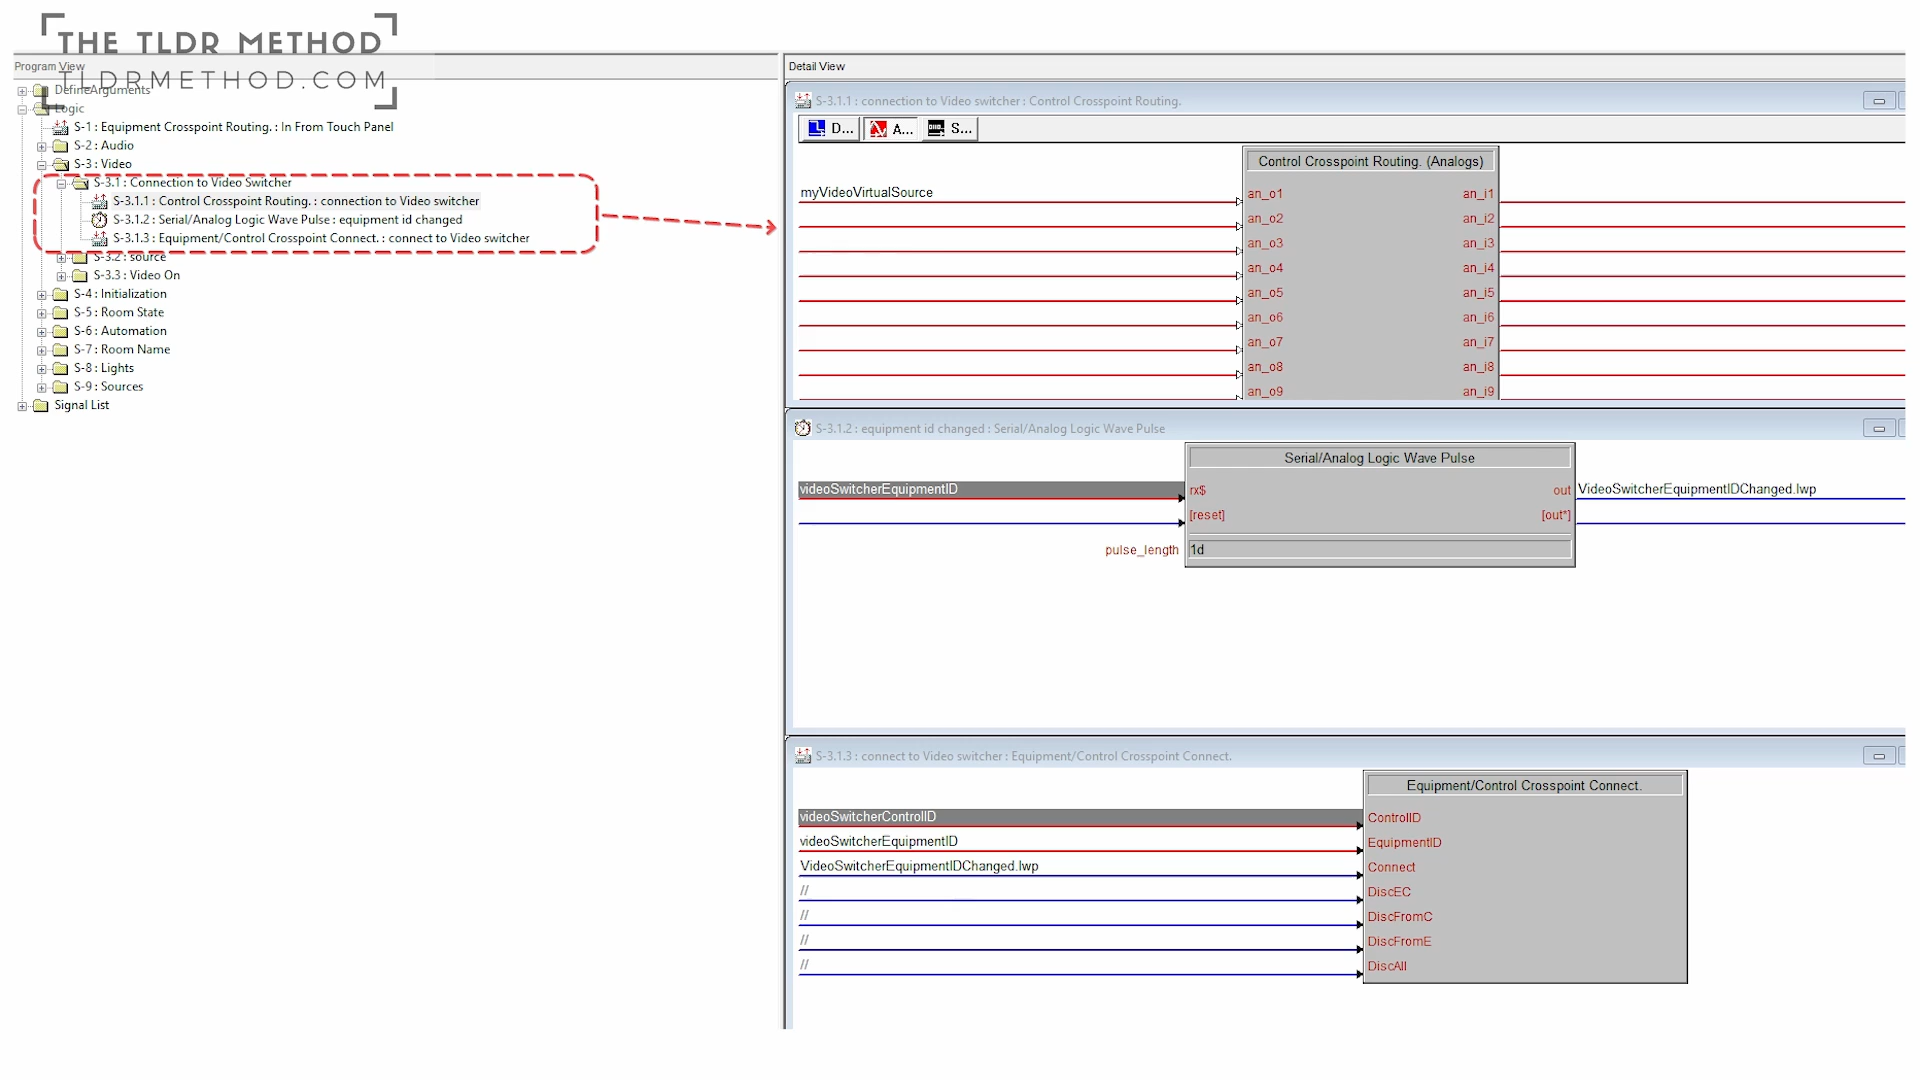 THE TLDR METHOD
TLDRMETHOD.COM
Program View
DefineArguments
Logic
S-1 : Equipment Crosspoint Routing. : In From Touch Panel
S-2 : Audio
S-3 : Video
S-3.1 : Connection to Video Switcher
S-3.1.1 : Control Crosspoint Routing. : connection to Video switcher
S-3.1.2 : Serial/Analog Logic Wave Pulse : equipment id changed
S-3.1.3 : Equipment/Control Crosspoint Connect. : connect to Video switcher
S-3.2 : source
S-3.3 : Video On
S-4 : Initialization
S-5 : Room State
S-6 : Automation
S-7 : Room Name
S-8 : Lights
S-9 : Sources
Signal List
Detail View
S-3.1.1 : connection to Video switcher : Control Crosspoint Routing.
D... A... S...
Control Crosspoint Routing. (Analogs)
myVideoVirtualSource an_o1 an_i1
an_o2 an_i2
an_o3 an_i3
an_o4 an_i4
an_o5 an_i5
an_o6 an_i6
an_o7 an_i7
an_o8 an_i8
an_o9 an_i9
S-3.1.2 : equipment id changed : Serial/Analog Logic Wave Pulse
Serial/Analog Logic Wave Pulse
videoSwitcherEquipmentID rx$ out VideoSwitcherEquipmentIDChanged.lwp
[reset] [out*]
pulse_length 1d
S-3.1.3 : connect to Video switcher : Equipment/Control Crosspoint Connect.
Equipment/Control Crosspoint Connect.
videoSwitcherControlID ControlID
videoSwitcherEquipmentID EquipmentID
VideoSwitcherEquipmentIDChanged.lwp Connect
// DiscEC
// DiscFromC
// DiscFromE
// DiscAll